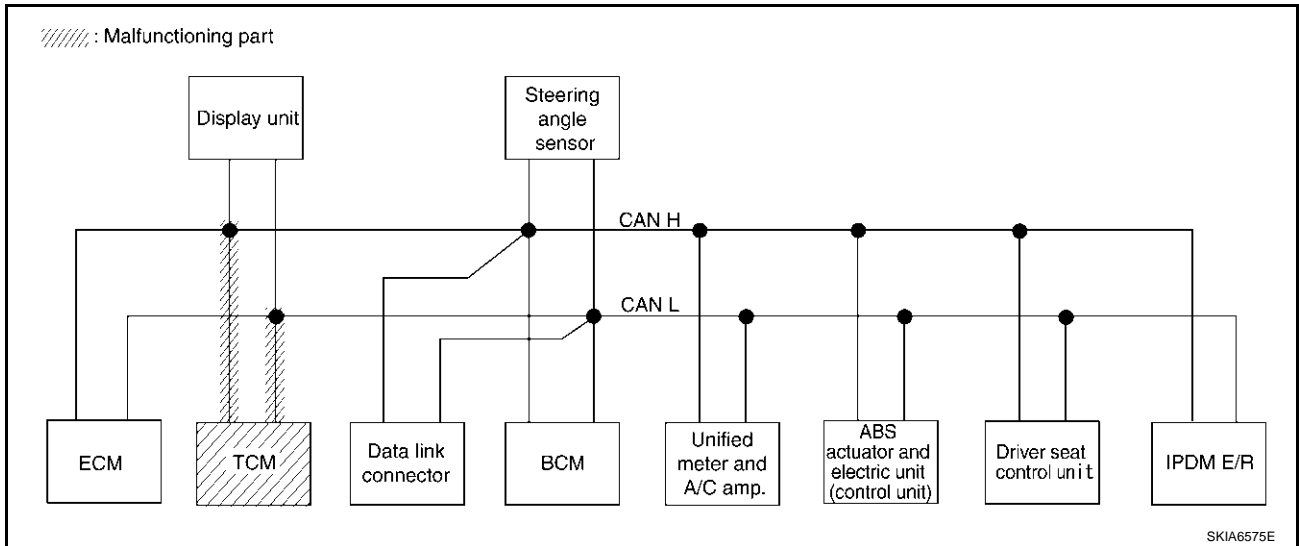 : Malfunctioning part
Display unit
Steering
angle
sensor
CAN H
CAN L
ECM
TCM
Data link
connector
BCM
Unified
meter and
A/C amp.
ABS
actuator and
electric unit
(control unit)
Driver seat
control unit
IPDM E/R
SKIA6575E